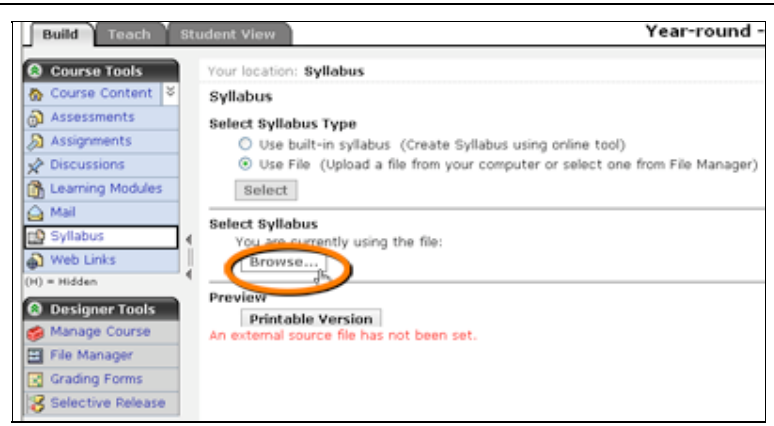 Build Teach Student View
Year-round -
Course Tools
Course Content
Assessments
Assignments
Discussions
Learning Modules
Mail
Syllabus
Web Links
(H) = Hidden
Designer Tools
Manage Course
File Manager
Grading Forms
Selective Release
Your location: Syllabus
Syllabus
Select Syllabus Type
Use built-in syllabus (Create Syllabus using online tool)
Use File (Upload a file from your computer or select one from File Manager)
Select
Select Syllabus
You are currently using the file:
Browse...
Preview
Printable Version
An external source file has not been set.